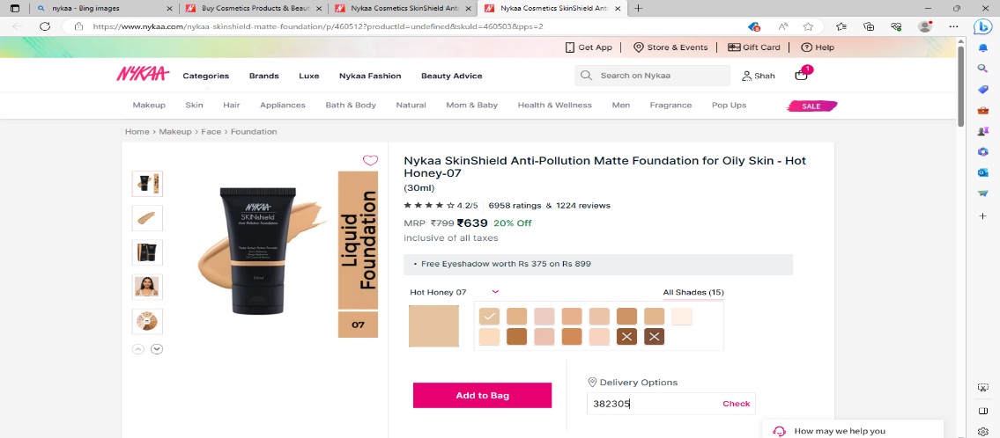 nykaa - Bing images
Buy Cosmetics Products & Beaut
Nykaa Cosmetics SkinShield Anti
Nykaa Cosmetics SkinShield Anti
https://www.nykaa.com/nykaa-skinshield-matte-foundation/p/460512?productId=undefined&skuId=460503&pps=2
Get App
Store & Events
Gift Card
Help
NYKAA
Categories
Brands
Luxe
Nykaa Fashion
Beauty Advice
Search on Nykaa
Shah
1
Makeup
Skin
Hair
Appliances
Bath & Body
Natural
Mom & Baby
Health & Wellness
Men
Fragrance
Pop Ups
SALE
Home > Makeup > Face > Foundation
NYKAA
SKINshield
Anti-Pollution Foundation
Liquid
Foundation
07
Nykaa SkinShield Anti-Pollution Matte Foundation for Oily Skin - Hot
Honey-07
(30ml)
4.2/5
6958 ratings & 1224 reviews
MRP ₹799 ₹639 20% Off
inclusive of all taxes
• Free Eyeshadow worth Rs 375 on Rs 899
Hot Honey 07
All Shades (15)
Add to Bag
Delivery Options
382305
Check
How may we help you